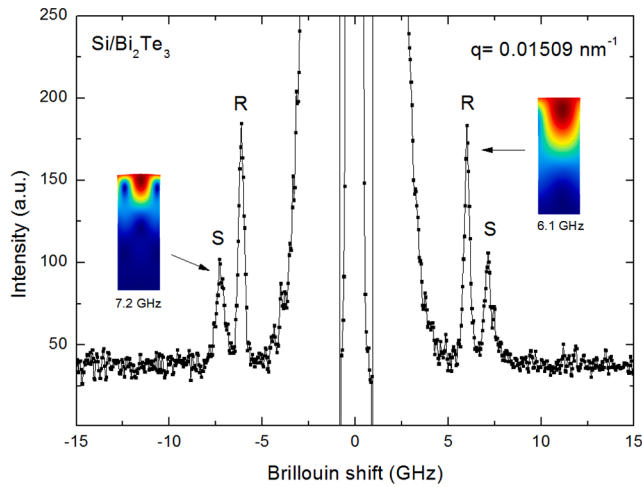 Si/Bi₂Te₃
q= 0.01509 nm⁻¹
R
R
S
S
7.2 GHz
6.1 GHz
Intensity (a.u.)
250
200
150
100
50
-15
-10
-5
0
5
10
15
Brillouin shift (GHz)